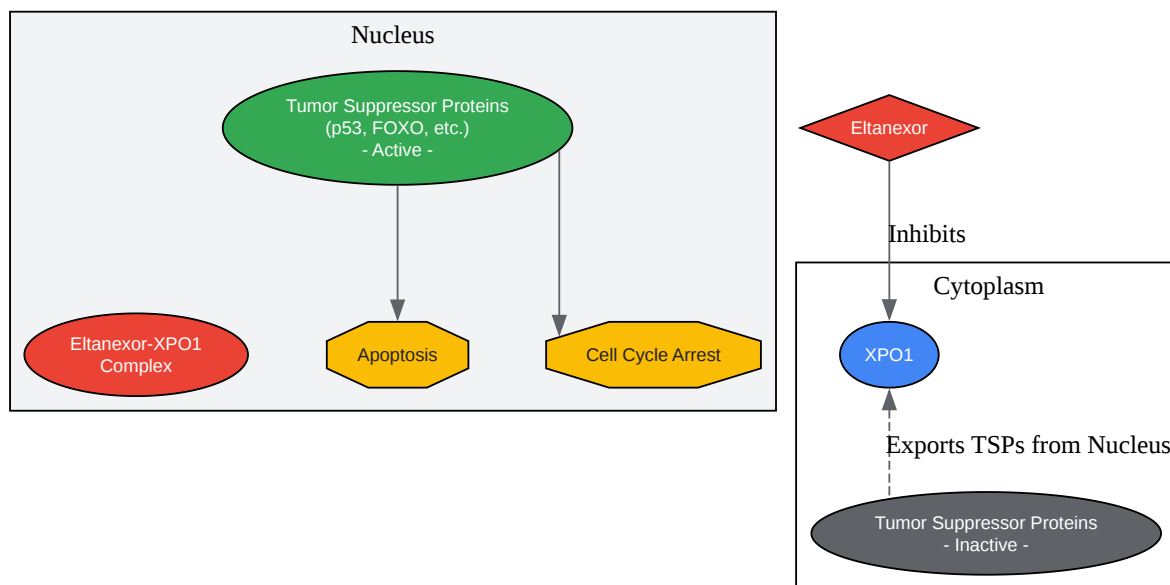 Nucleus
Tumor Suppressor Proteins
(p53, FOXO, etc.)
- Active -
Eltanexor
Inhibits
Cytoplasm
Eltanexor-XPO1
Complex
Apoptosis
Cell Cycle Arrest
XPO1
Exports TSPs from Nucleus
Tumor Suppressor Proteins
- Inactive -